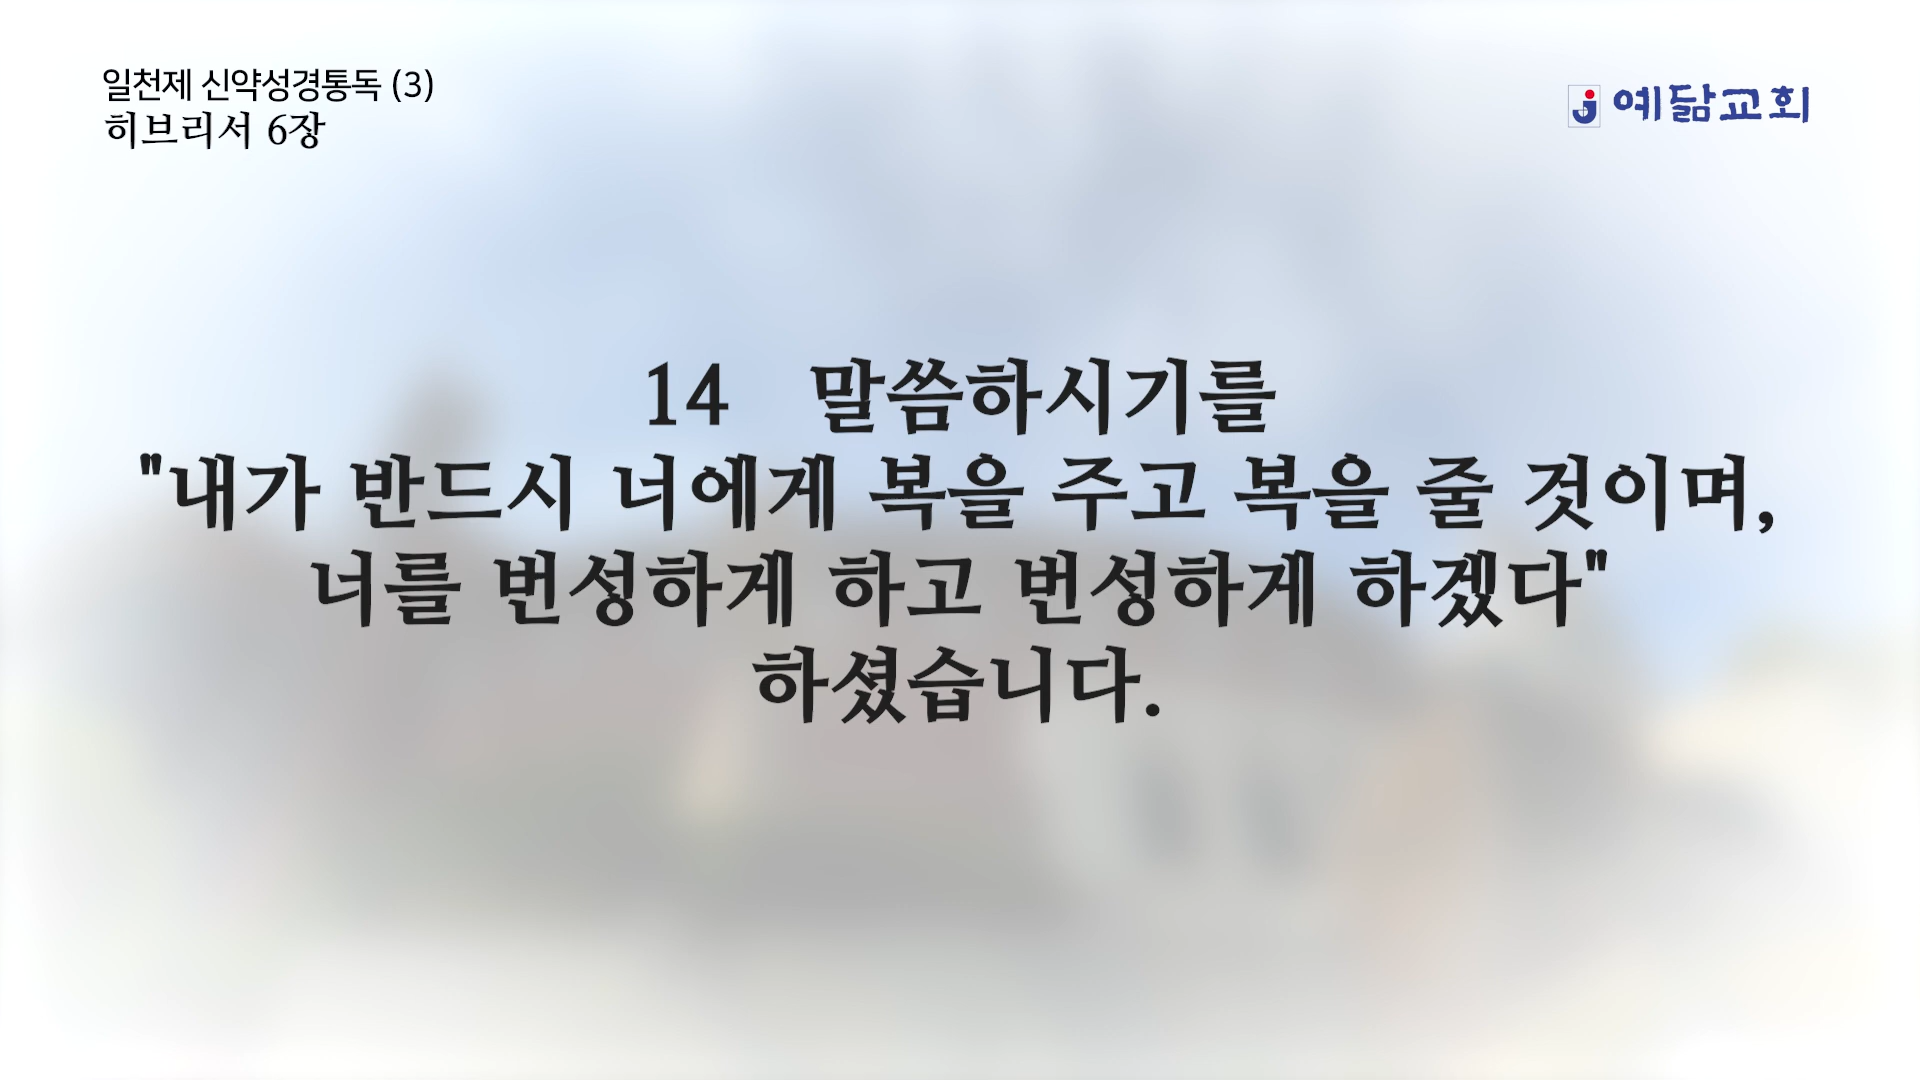 일천제 신약성경통독 (3)
히브리서 6장
예닮교회
14 말씀하시기를
"내가 반드시 너에게 복을 주고 복을 줄 것이며,
너를 번성하게 하고 번성하게 하겠다"
하셨습니다.